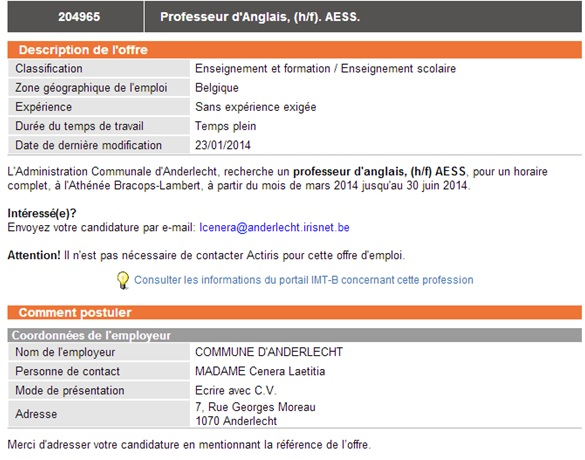 204965 Professeur d'Anglais, (h/f). AESS.
Description de l'offre
Classification Enseignement et formation / Enseignement scolaire
Zone géographique de l'emploi Belgique
Expérience Sans expérience exigée
Durée du temps de travail Temps plein
Date de dernière modification 23/01/2014
L'Administration Communale d'Anderlecht, recherche un professeur d'anglais, (h/f) AESS, pour un horaire
complet, à l'Athénée Bracops-Lambert, à partir du mois de mars 2014 jusqu'au 30 juin 2014.
Intéressé(e)?
Envoyez votre candidature par e-mail: lcenera@anderlecht.irisnet.be
Attention! Il n'est pas nécessaire de contacter Actiris pour cette offre d'emploi.
Consulter les informations du portail IMT-B concernant cette profession
Comment postuler
Coordonnées de l'employeur
Nom de l'employeur COMMUNE D'ANDERLECHT
Personne de contact MADAME Cenera Laetitia
Mode de présentation Ecrire avec C.V.
Adresse 7, Rue Georges Moreau
1070 Anderlecht
Merci d'adresser votre candidature en mentionnant la référence de l'offre.